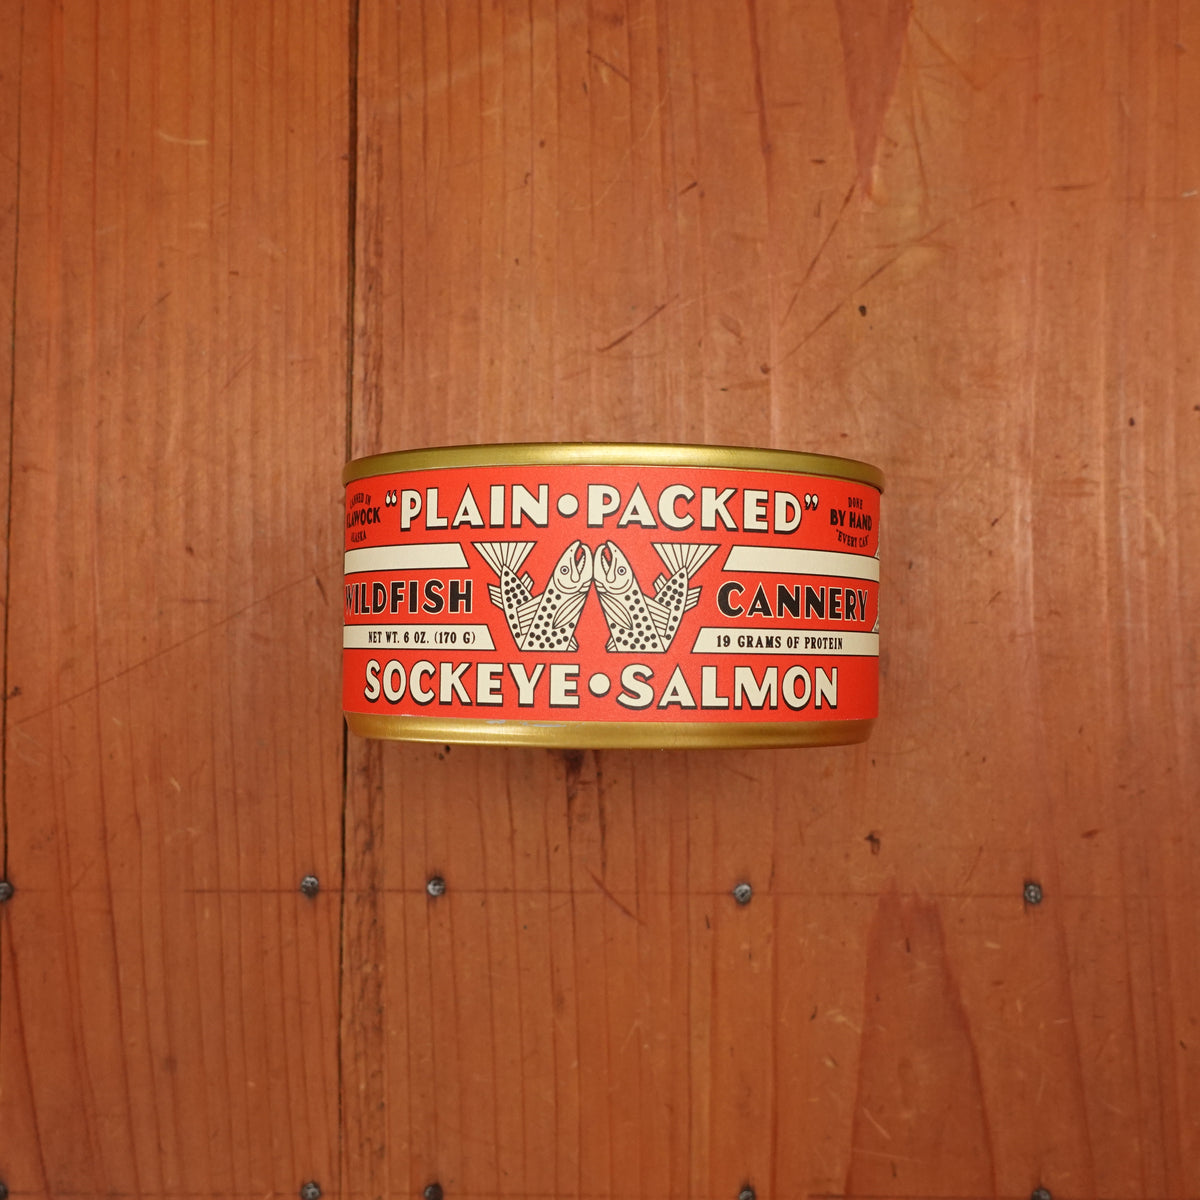 "PLAIN•PACKED"
CANNED IN
KLAWOCK
ALASKA
DONE
BY HAND
"EVERY CAN"
WILDFISH CANNERY
NET WT. 6 OZ. (170 G)
19 GRAMS OF PROTEIN
SOCKEYE•SALMON